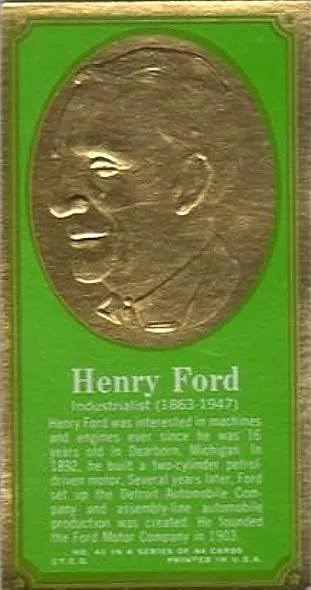 Henry Ford
Industrialist (1863-1947)
Henry Ford was interested in machines
and engines ever since he was 16
years old in Dearborn, Michigan. In
1892, he built a two-cylinder petrol-
driven motor. Several years later, Ford
set up the Detroit Automobile Com-
pany and assembly-line automobile
production was created. He founded
the Ford Motor Company in 1903.
NO. 41 IN A SERIES OF 44 CARDS
©T.C.G. PRINTED IN U.S.A.